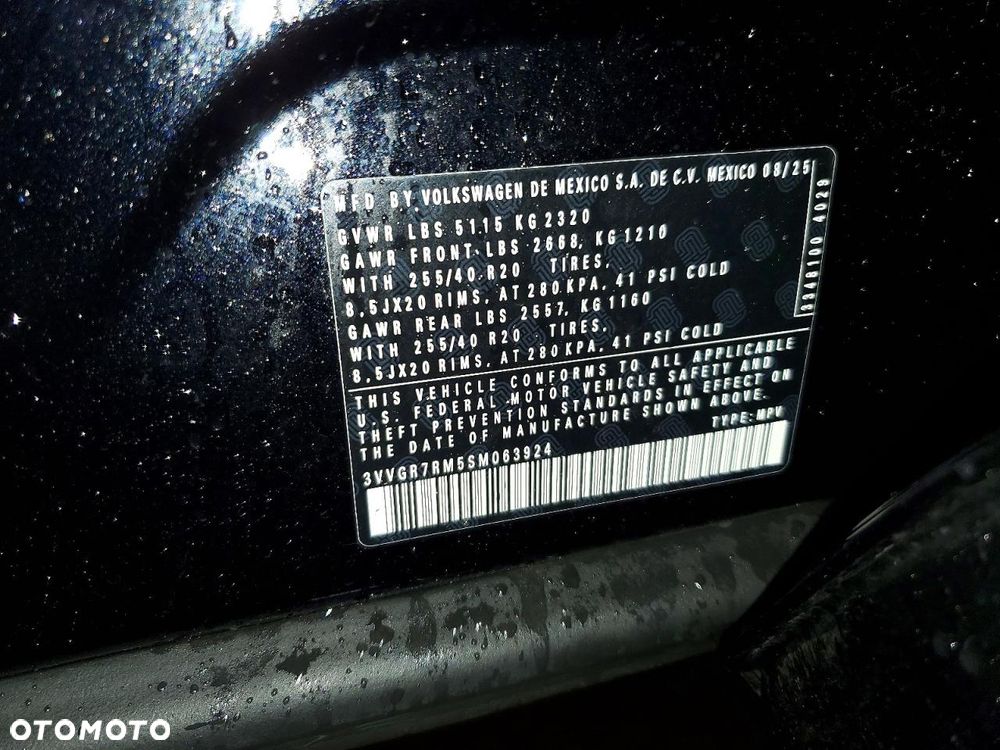 MFD BY VOLKSWAGEN DE MEXICO S.A. DE C.V. MEXICO 08/25
GVWR LBS 5115 KG 2320
GAWR FRONT LBS 2668, KG 1210
WITH 255/40 R20 TIRES,
8,5JX20 RIMS, AT 280 KPA, 41 PSI COLD
GAWR REAR LBS 2557, KG 1160
WITH 255/40 R20 TIRES,
8,5JX20 RIMS, AT 280 KPA, 41 PSI COLD
3348100 4029
THIS VEHICLE CONFORMS TO ALL APPLICABLE
U.S. FEDERAL MOTOR VEHICLE SAFETY AND
THEFT PREVENTION STANDARDS IN EFFECT ON
THE DATE OF MANUFACTURE SHOWN ABOVE.
TYPE: MPV
3VVGR7RM5SM063924
OTOMOTO